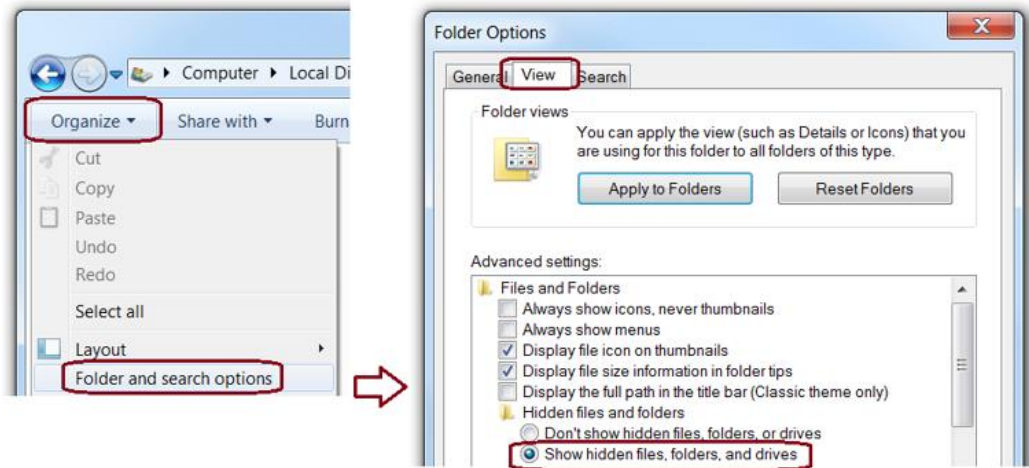 Computer Local Di
Organize Share with Burn
Cut
Copy
Paste
Undo
Redo
Select all
Layout
Folder and search options
Folder Options
General View Search
Folder views
You can apply the view (such as Details or Icons) that you
are using for this folder to all folders of this type.
Apply to Folders Reset Folders
Advanced settings:
Files and Folders
Always show icons, never thumbnails
Always show menus
Display file icon on thumbnails
Display file size information in folder tips
Display the full path in the title bar (Classic theme only)
Hidden files and folders
Don't show hidden files, folders, or drives
Show hidden files, folders, and drives